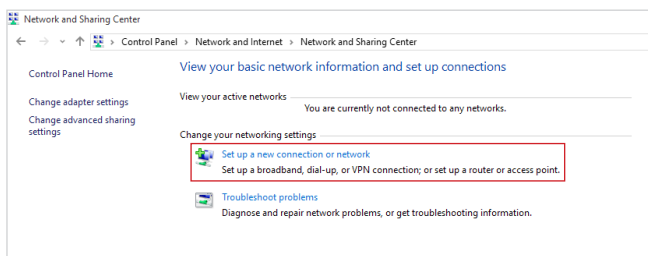 Network and Sharing Center
Control Panel > Network and Internet > Network and Sharing Center
Control Panel Home
Change adapter settings
Change advanced sharing
settings
View your basic network information and set up connections
View your active networks
You are currently not connected to any networks.
Change your networking settings
Set up a new connection or network
Set up a broadband, dial-up, or VPN connection; or set up a router or access point.
Troubleshoot problems
Diagnose and repair network problems, or get troubleshooting information.